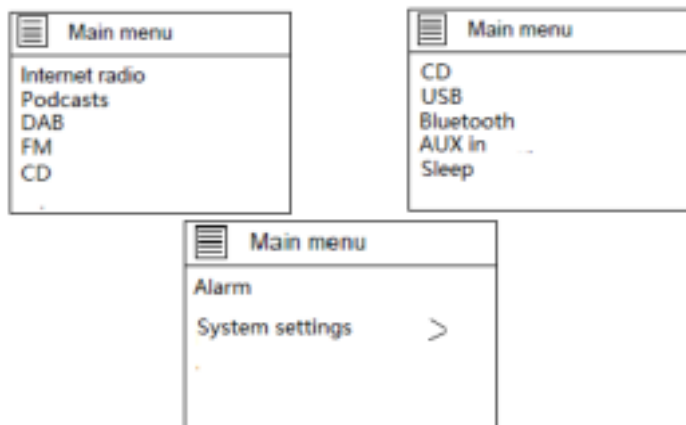 Main menu
Internet radio
Podcasts
DAB
FM
CD
Main menu
CD
USB
Bluetooth
AUX in
Sleep
Main menu
Alarm
System settings >